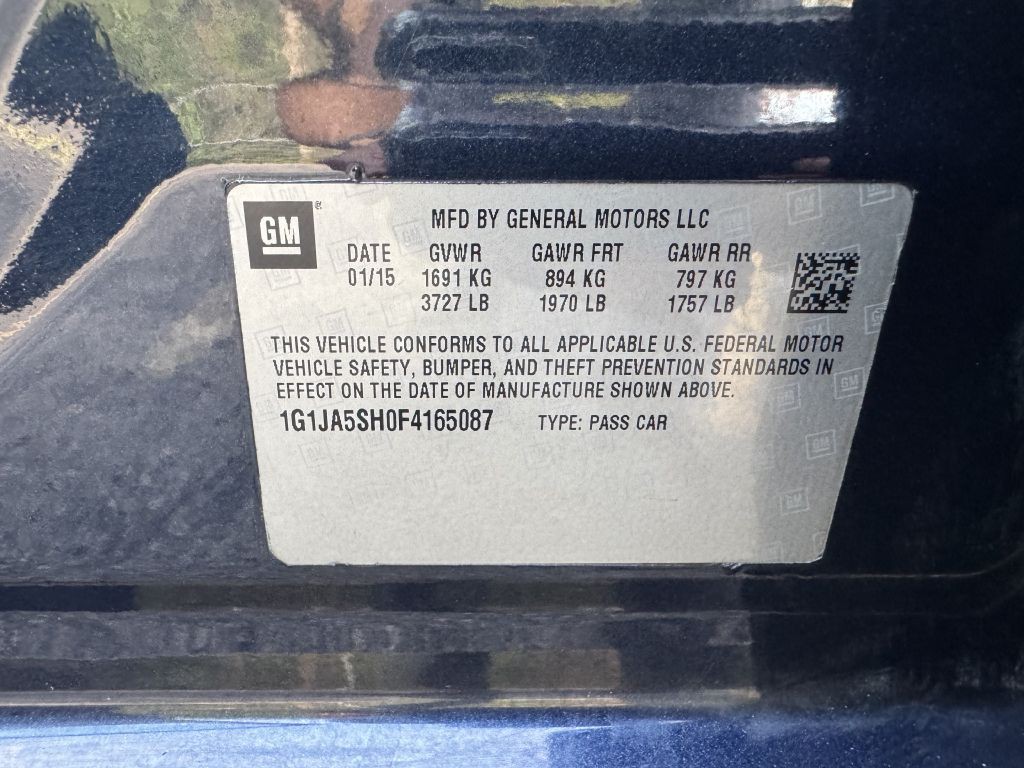 GM ®
MFD BY GENERAL MOTORS LLC
DATE GVWR GAWR FRT GAWR RR
01/15 1691 KG 894 KG 797 KG
3727 LB 1970 LB 1757 LB
THIS VEHICLE CONFORMS TO ALL APPLICABLE U.S. FEDERAL MOTOR
VEHICLE SAFETY, BUMPER, AND THEFT PREVENTION STANDARDS IN
EFFECT ON THE DATE OF MANUFACTURE SHOWN ABOVE.
1G1JA5SH0F4165087 TYPE: PASS CAR